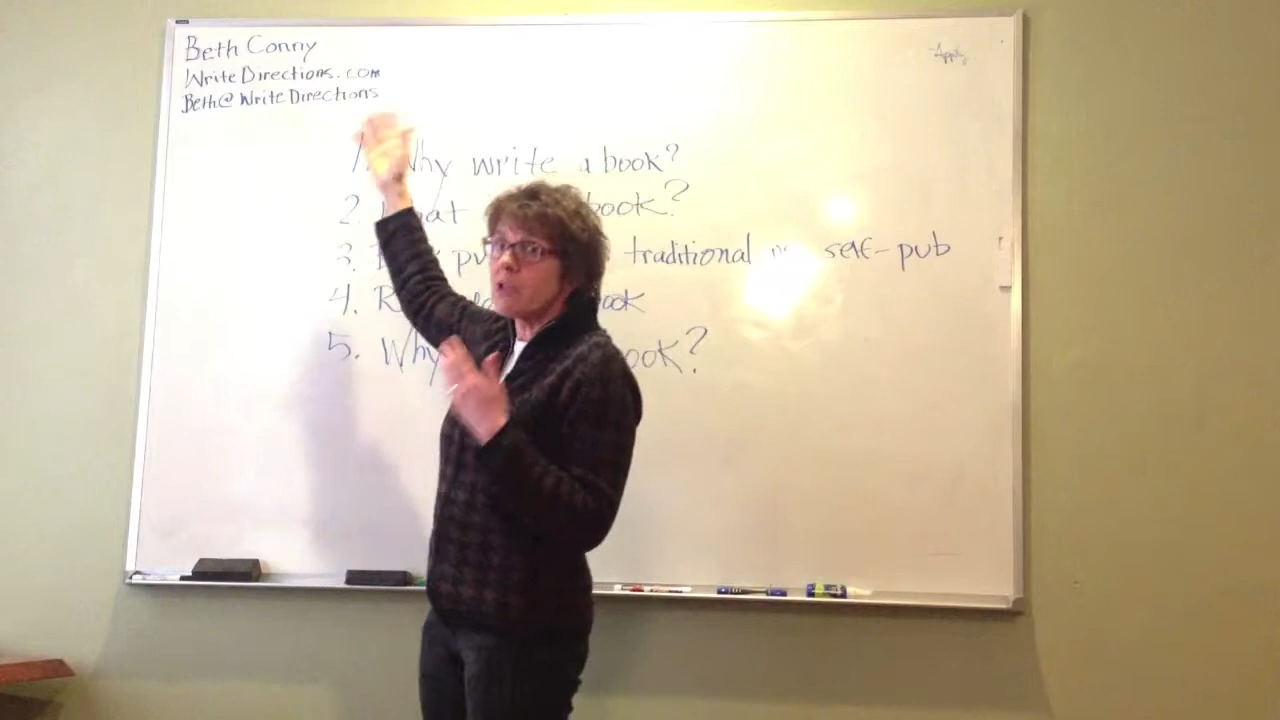 Beth Conny
WriteDirections.com
Beth@WriteDirections
1. Why write a book?
2. What book?
3. traditional self-pub
4. book
5. Why book?